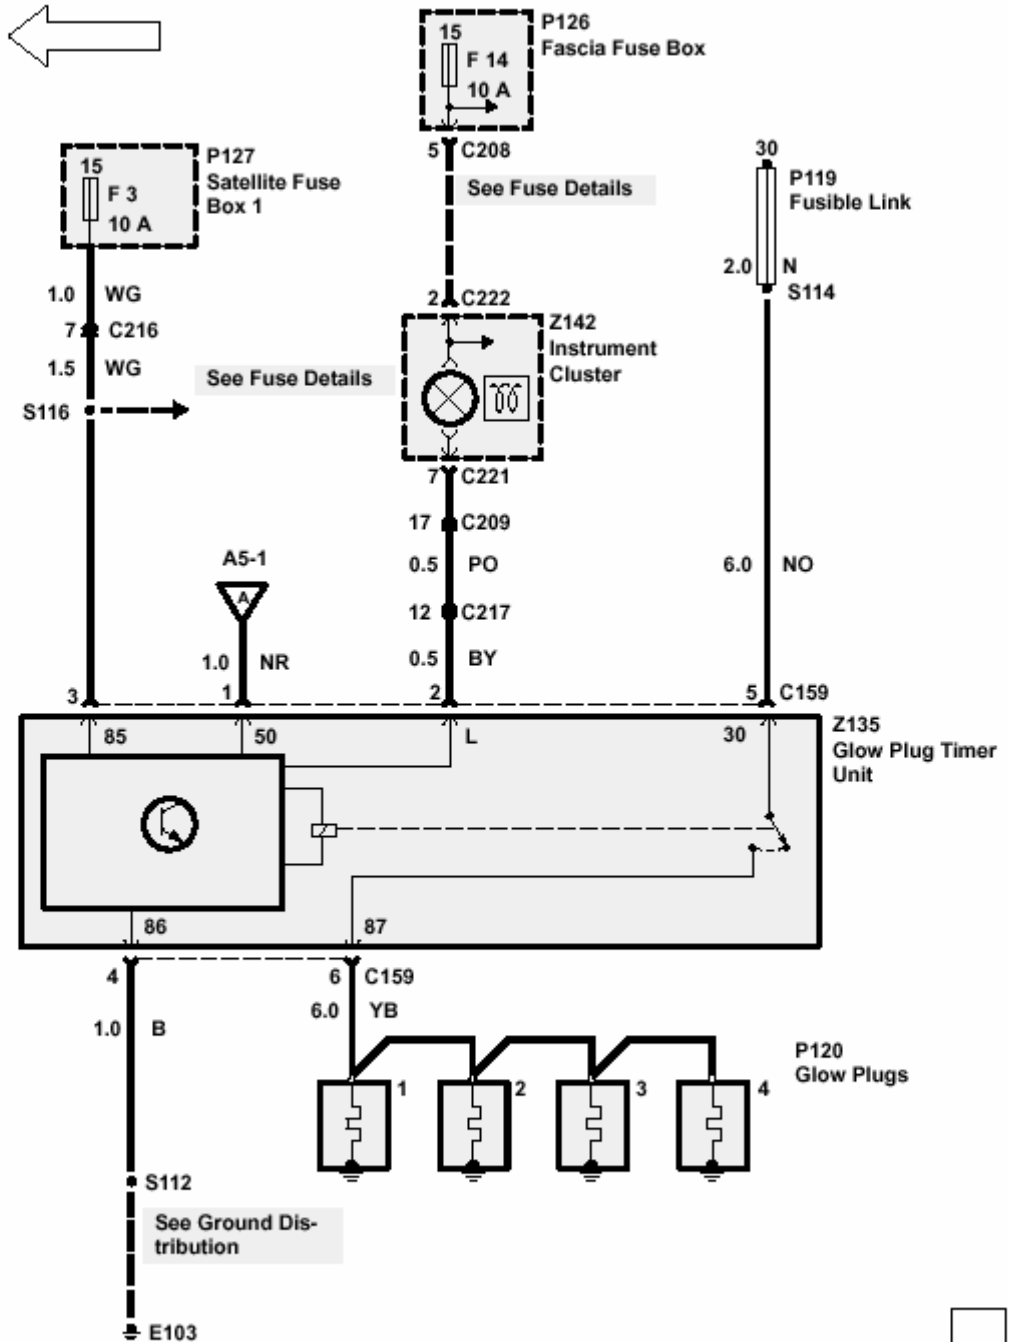 P126
Fascia Fuse Box
15
F 14
10 A
5 C208
See Fuse Details
P127
Satellite Fuse
Box 1
15
F 3
10 A
30
P119
Fusible Link
2.0 N
S114
1.0 WG
7 C216
1.5 WG
S116
See Fuse Details
2 C222
Z142
Instrument
Cluster
7 C221
17 C209
0.5 PO
12 C217
0.5 BY
6.0 NO
A5-1
A
1.0 NR
3 1 2 5 C159
85 50 L 30
Z135
Glow Plug Timer
Unit
86 87
4 6 C159
1.0 B
6.0 YB
P120
Glow Plugs
1 2 3 4
S112
See Ground Dis-
tribution
E103